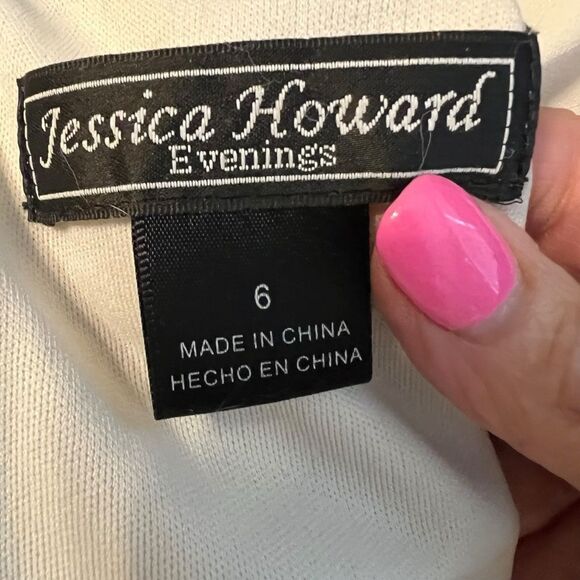 Jessica Howard
Evenings
6
MADE IN CHINA
HECHO EN CHINA